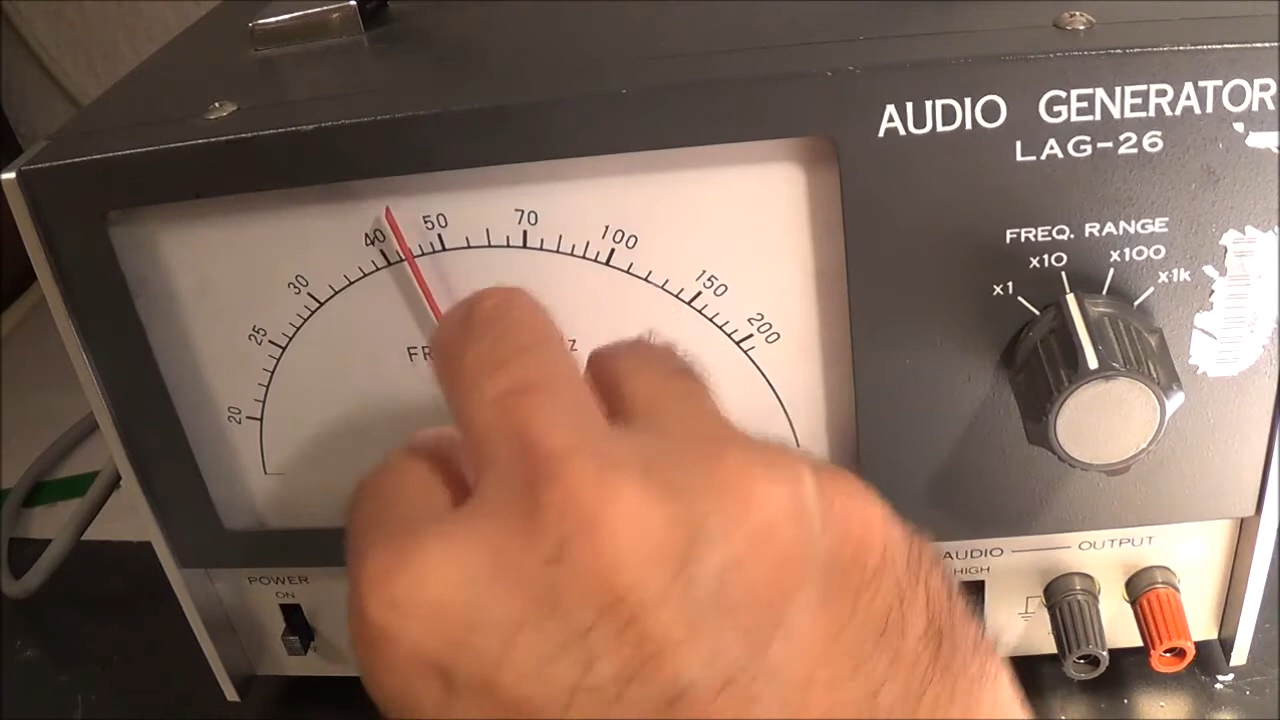 AUDIO GENERATOR
LAG-26
20 25 30 40 50 70 100 150 200
FREQ. RANGE
x1 x10 x100 x1k
POWER
ON
AUDIO OUTPUT
HIGH